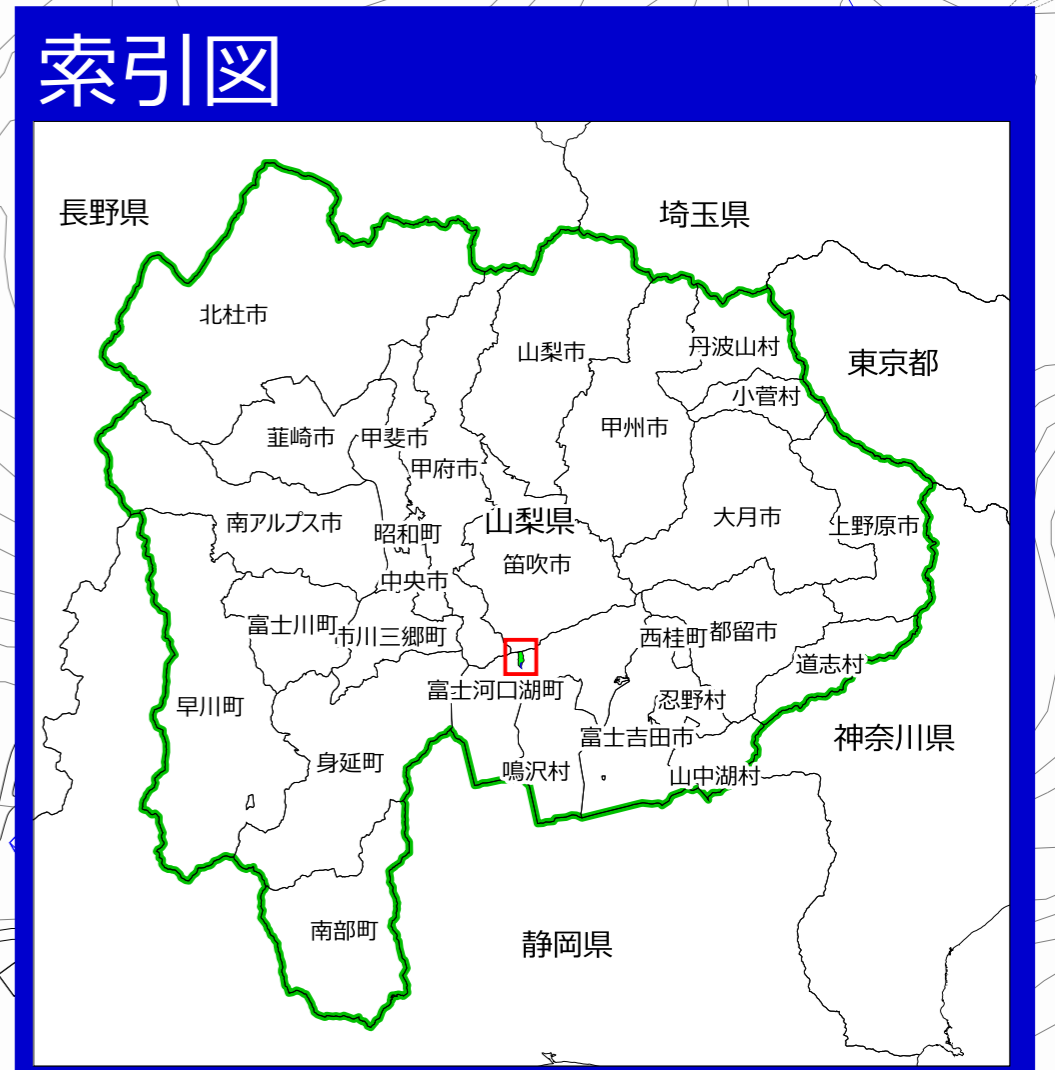 索引図
長野県
埼玉県
北杜市
山梨市
丹波山村
東京都
小菅村
韮崎市
甲斐市
甲州市
甲府市
南アルプス市
昭和町
山梨県
大月市
上野原市
笛吹市
中央市
富士川町
市川三郷町
西桂町
都留市
道志村
富士河口湖町
忍野村
早川町
富士吉田市
神奈川県
身延町
鳴沢村
山中湖村
南部町
静岡県